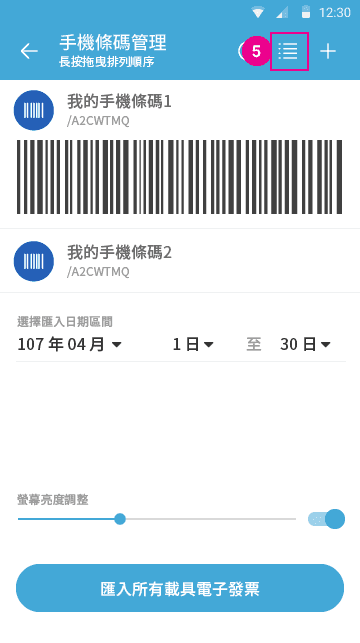 12:30
手機條碼管理
長按拖曳排列順序
5
我的手機條碼1
/A2CWTMQ
我的手機條碼2
/A2CWTMQ
選擇匯入日期區間
107 年 04 月 1 日 至 30 日
螢幕亮度調整
匯入所有載具電子發票